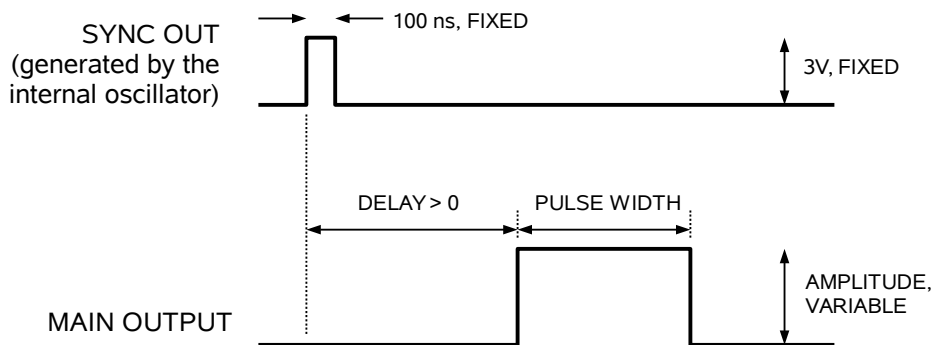 100 ns, FIXED
SYNC OUT
(generated by the
internal oscillator)
3V, FIXED
DELAY > 0
PULSE WIDTH
AMPLITUDE,
VARIABLE
MAIN OUTPUT